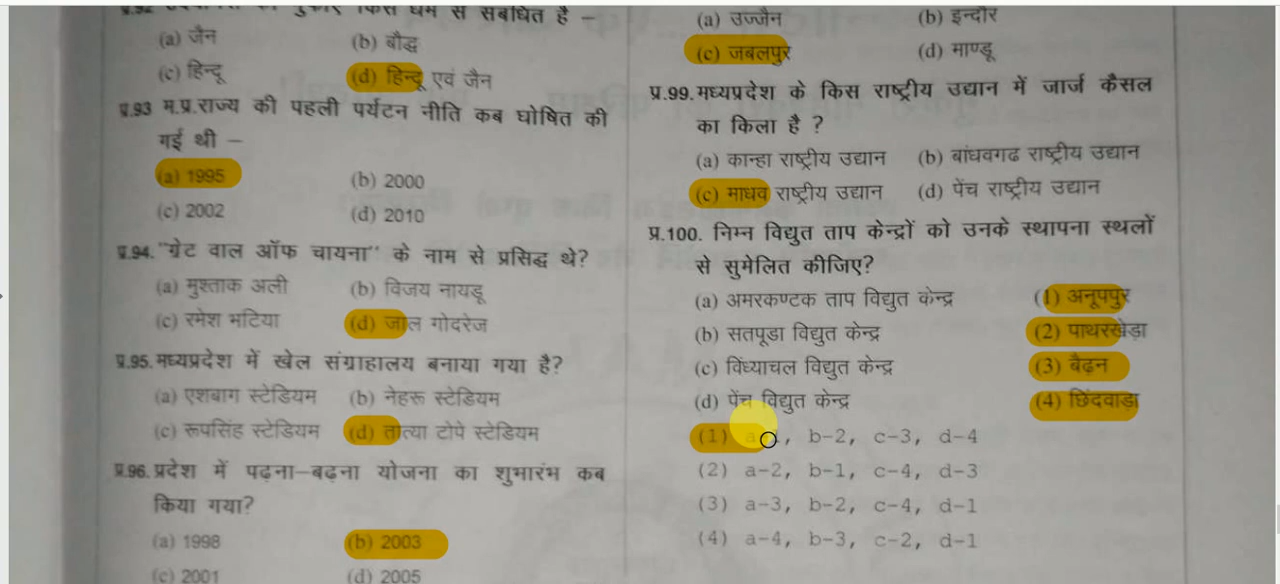 किस धर्म से संबंधित है –
(a) जैन (b) बौद्ध
(c) हिन्दू (d) हिन्दू एवं जैन
प्र.93 म.प्र.राज्य की पहली पर्यटन नीति कब घोषित की
गई थी –
(a) 1995 (b) 2000
(c) 2002 (d) 2010
प्र.94. "ग्रेट वाल ऑफ चायना" के नाम से प्रसिद्ध थे?
(a) मुश्ताक अली (b) विजय नायडू
(c) रमेश भटिया (d) जाल गोदरेज
प्र.95. मध्यप्रदेश में खेल संग्राहालय बनाया गया है?
(a) एशबाग स्टेडियम (b) नेहरू स्टेडियम
(c) रूपसिंह स्टेडियम (d) तात्या टोपे स्टेडियम
प्र.96. प्रदेश में पढ़ना–बढ़ना योजना का शुभारंभ कब
किया गया?
(a) 1998 (b) 2003
(c) 2001 (d) 2005
(a) उज्जैन (b) इन्दौर
(c) जबलपुर (d) माण्डू
प्र.99. मध्यप्रदेश के किस राष्ट्रीय उद्यान में जार्ज कैसल
का किला है ?
(a) कान्हा राष्ट्रीय उद्यान (b) बांधवगढ राष्ट्रीय उद्यान
(c) माधव राष्ट्रीय उद्यान (d) पेंच राष्ट्रीय उद्यान
प्र.100. निम्न विद्युत ताप केन्द्रों को उनके स्थापना स्थलों
से सुमेलित कीजिए?
(a) अमरकण्टक ताप विद्युत केन्द्र (1) अनूपपुर
(b) सतपूडा विद्युत केन्द्र (2) पाथरखेड़ा
(c) विंध्याचल विद्युत केन्द्र (3) बैढ़न
(d) पेंच विद्युत केन्द्र (4) छिंदवाड़ा
(1) a-1, b-2, c-3, d-4
(2) a-2, b-1, c-4, d-3
(3) a-3, b-2, c-4, d-1
(4) a-4, b-3, c-2, d-1